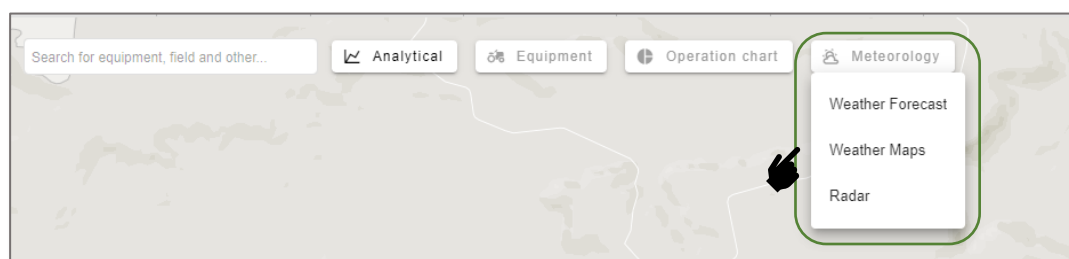 Search for equipment, field and other...
Analytical
Equipment
Operation chart
Meteorology
Weather Forecast
Weather Maps
Radar